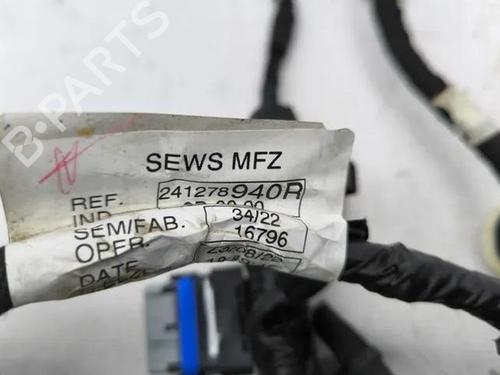 B-PARTS
SEWS MFZ
REF. 241278940R
IND.
SEM/FAB. 34/22
OPER. 16796
DATE